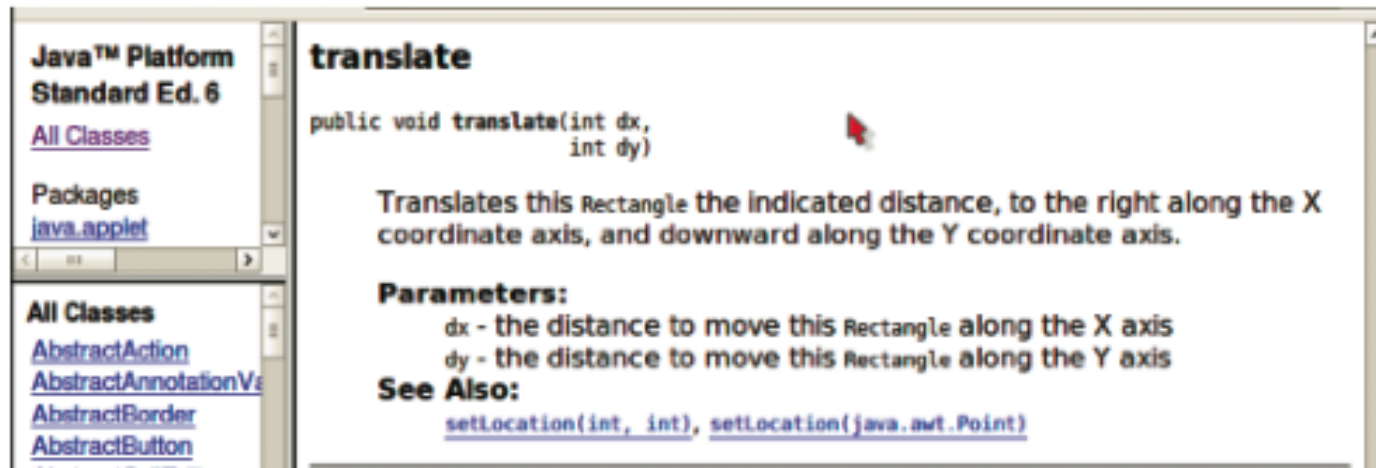 Java™ Platform
Standard Ed. 6
All Classes
Packages
java.applet
All Classes
AbstractAction
AbstractAnnotationVa
AbstractBorder
AbstractButton
translate
public void translate(int dx,
int dy)
Translates this Rectangle the indicated distance, to the right along the X
coordinate axis, and downward along the Y coordinate axis.
Parameters:
dx - the distance to move this Rectangle along the X axis
dy - the distance to move this Rectangle along the Y axis
See Also:
setLocation(int, int), setLocation(java.awt.Point)